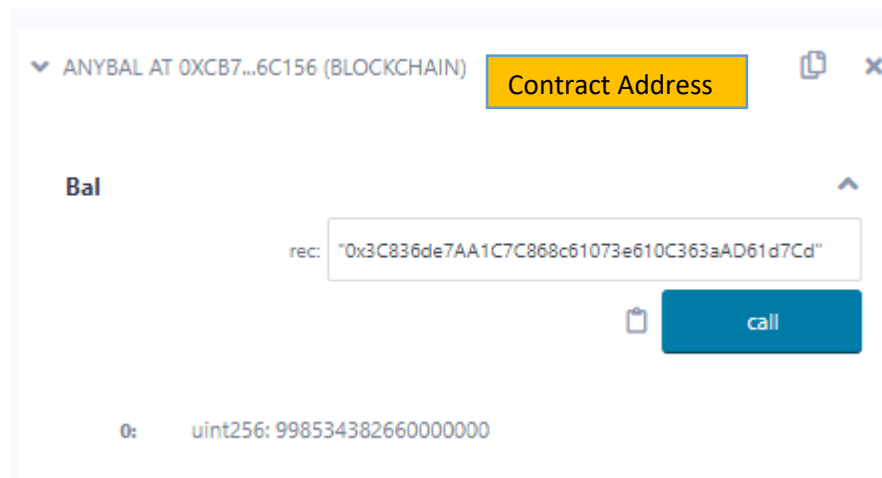 ANYBAL AT 0XCB7...6C156 (BLOCKCHAIN)
Contract Address
Bal
rec: "0x3C836de7AA1C7C868c61073e610C363aAD61d7Cd"
call
0: uint256: 998534382660000000